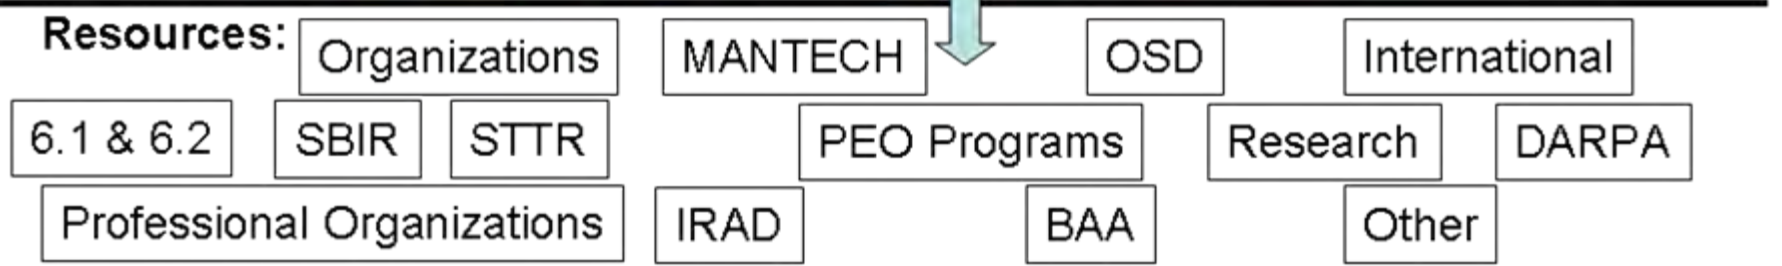 Resources: Organizations MANTECH OSD International
6.1 & 6.2 SBIR STTR PEO Programs Research DARPA
Professional Organizations IRAD BAA Other